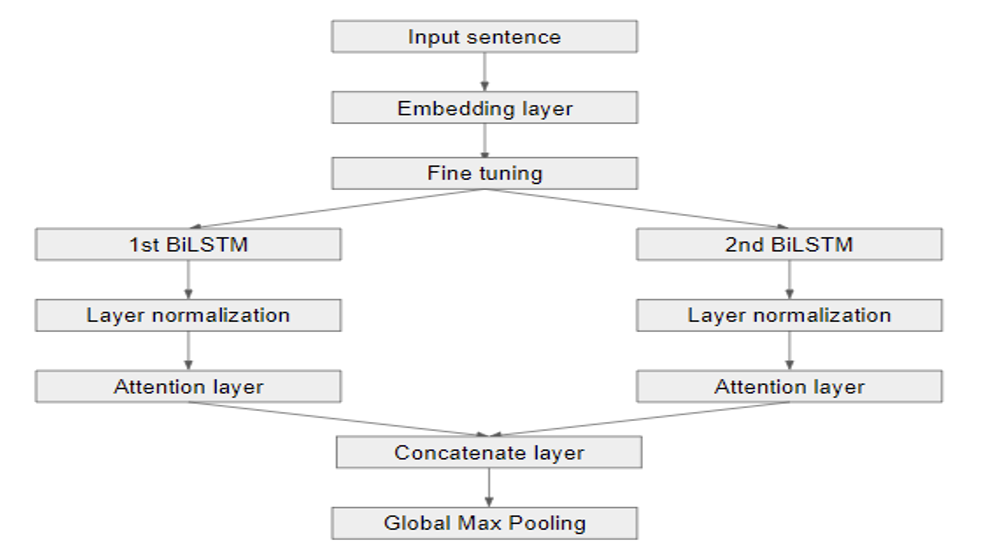 Input sentence
Embedding layer
Fine tuning
1st BiLSTM
2nd BiLSTM
Layer normalization
Layer normalization
Attention layer
Attention layer
Concatenate layer
Global Max Pooling